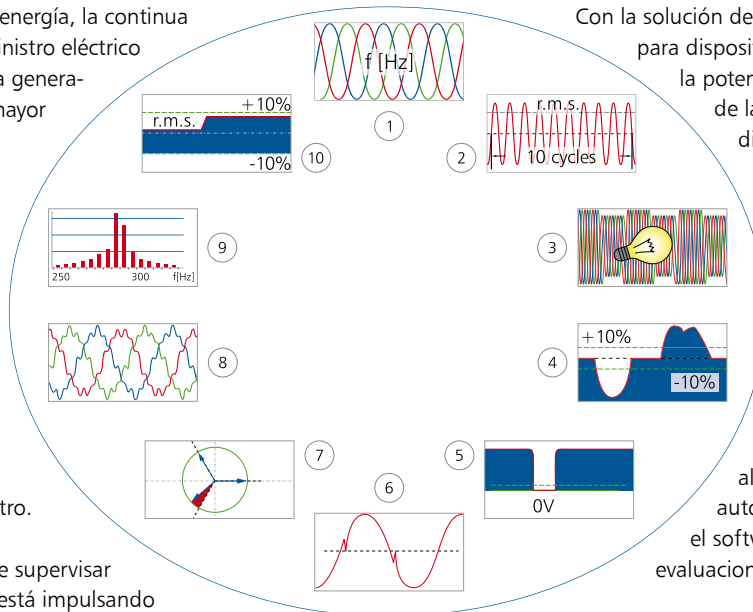 energía, la continua
inistro eléctrico
a genera-
mayor
Con la solución de
para disposit
la poten
de la
di
f [Hz]
1
r.m.s.
10 cycles
2
3
+10%
-10%
4
0V
5
6
7
8
250 300 f[Hz]
9
+10%
r.m.s.
-10%
10
tro.
e supervisar
está impulsando
al
auto
el softw
evaluacion